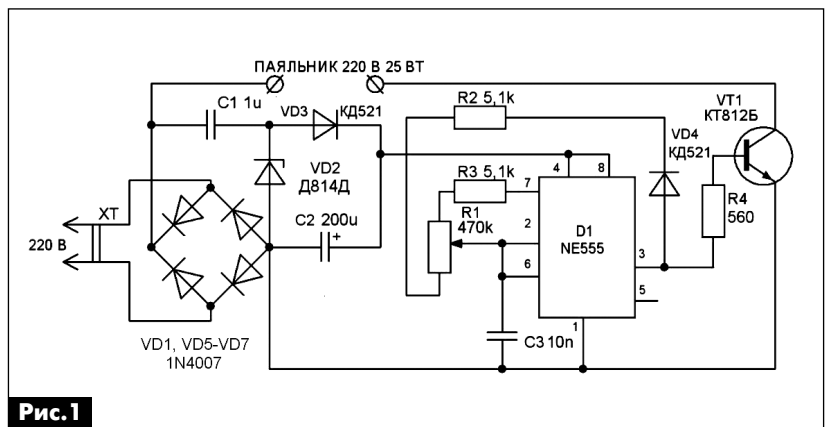 ПАЯЛЬНИК 220 В 25 ВТ
C1 1u
VD3
КД521
R2 5,1k
VT1
КТ812Б
VD4
КД521
VD2
Д814Д
4
8
R3 5,1k
7
XT
C2 200u
+
R1
470k
2
D1
NE555
R4
560
220 В
6
3
5
1
C3 10n
VD1, VD5-VD7
1N4007
Рис.1